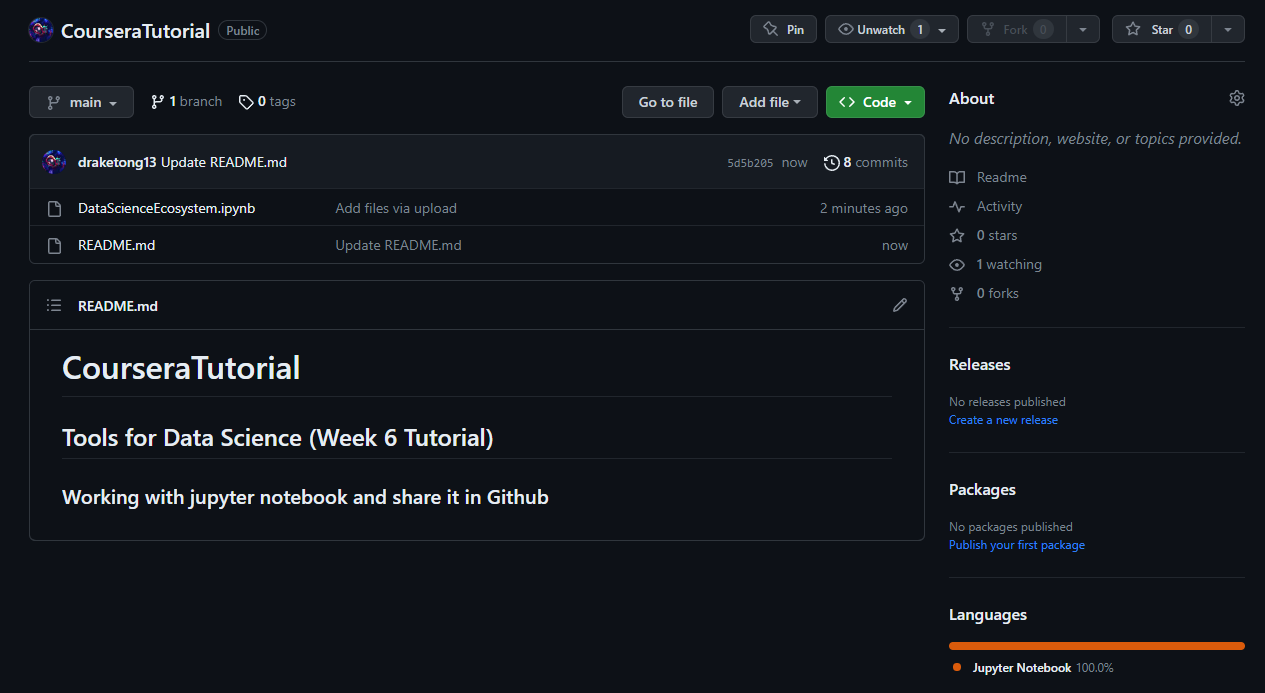 CourseraTutorial Public
Pin
Unwatch 1
Fork 0
Star 0
main
1 branch
0 tags
Go to file
Add file
Code
draketong13 Update README.md
5d5b205 now
8 commits
DataScienceEcosystem.ipynb Add files via upload 2 minutes ago
README.md Update README.md now
README.md
CourseraTutorial
Tools for Data Science (Week 6 Tutorial)
Working with jupyter notebook and share it in Github
About
No description, website, or topics provided.
Readme
Activity
0 stars
1 watching
0 forks
Releases
No releases published
Create a new release
Packages
No packages published
Publish your first package
Languages
Jupyter Notebook 100.0%